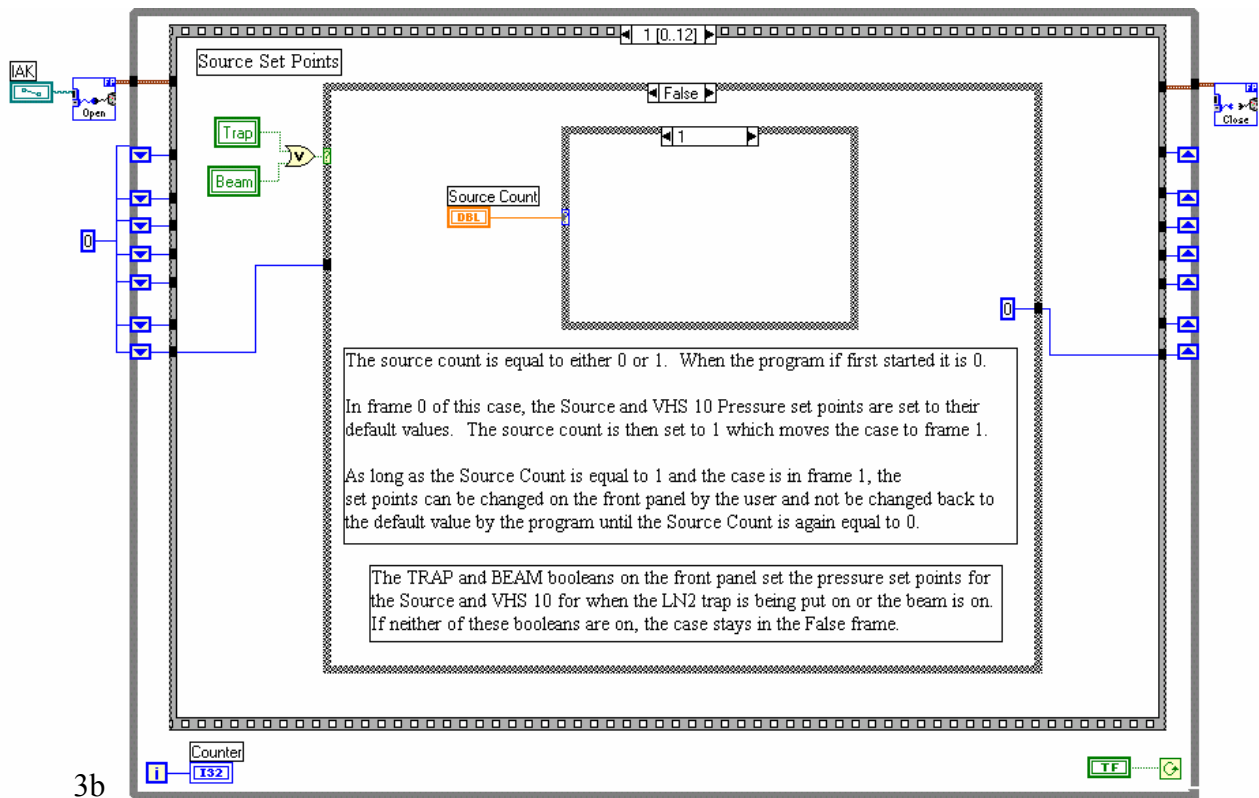 1 [0..12]
Source Set Points
IAK
FP
Open
False
FP
Close
Trap
V
?
1
Beam
Source Count
DBL
?
0
0
The source count is equal to either 0 or 1. When the program if first started it is 0.
In frame 0 of this case, the Source and VHS 10 Pressure set points are set to their
default values. The source count is then set to 1 which moves the case to frame 1.
As long as the Source Count is equal to 1 and the case is in frame 1, the
set points can be changed on the front panel by the user and not be changed back to
the default value by the program until the Source Count is again equal to 0.
The TRAP and BEAM booleans on the front panel set the pressure set points for
the Source and VHS 10 for when the LN2 trap is being put on or the beam is on.
If neither of these booleans are on, the case stays in the False frame.
Counter
i
I32
TF
3b